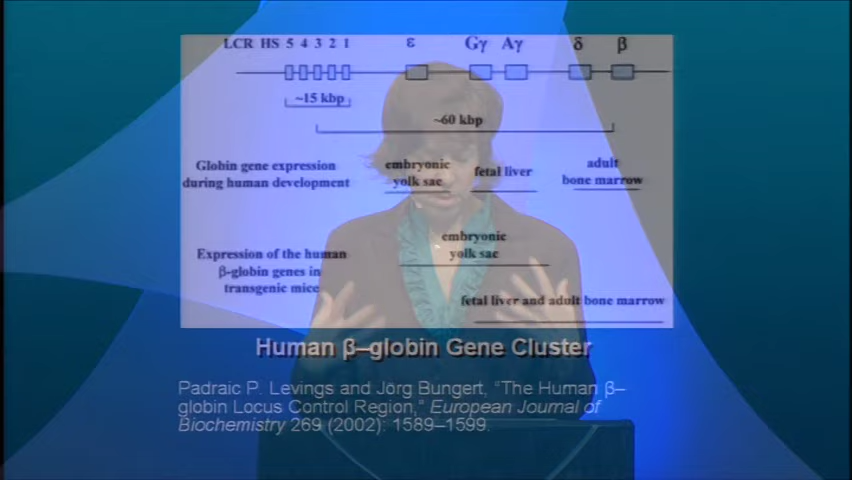 LCR HS 5 4 3 2 1 ε Gγ Aγ δ β
~15 kbp
~60 kbp
Globin gene expression
during human development
embryonic
yolk sac
fetal liver
adult
bone marrow
Expression of the human
β-globin genes in
transgenic mice
embryonic
yolk sac
fetal liver and adult bone marrow
Human β–globin Gene Cluster
Padraic P. Levings and Jörg Bungert, “The Human β–
globin Locus Control Region,” European Journal of
Biochemistry 269 (2002): 1589–1599.